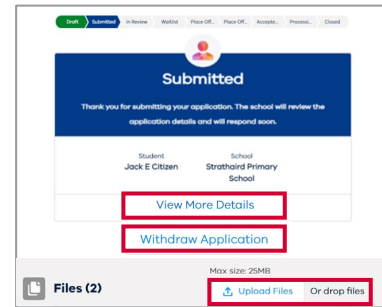 Draft Submitted In Review Waitlist Place Off... Place Off... Accepte... Processi... Closed
Submitted
Thank you for submitting your application. The school will review the
application details and will respond soon.
Student School
Jack E Citizen Strathaird Primary
School
View More Details
Withdraw Application
Max size: 25MB
Files (2) Upload Files Or drop files